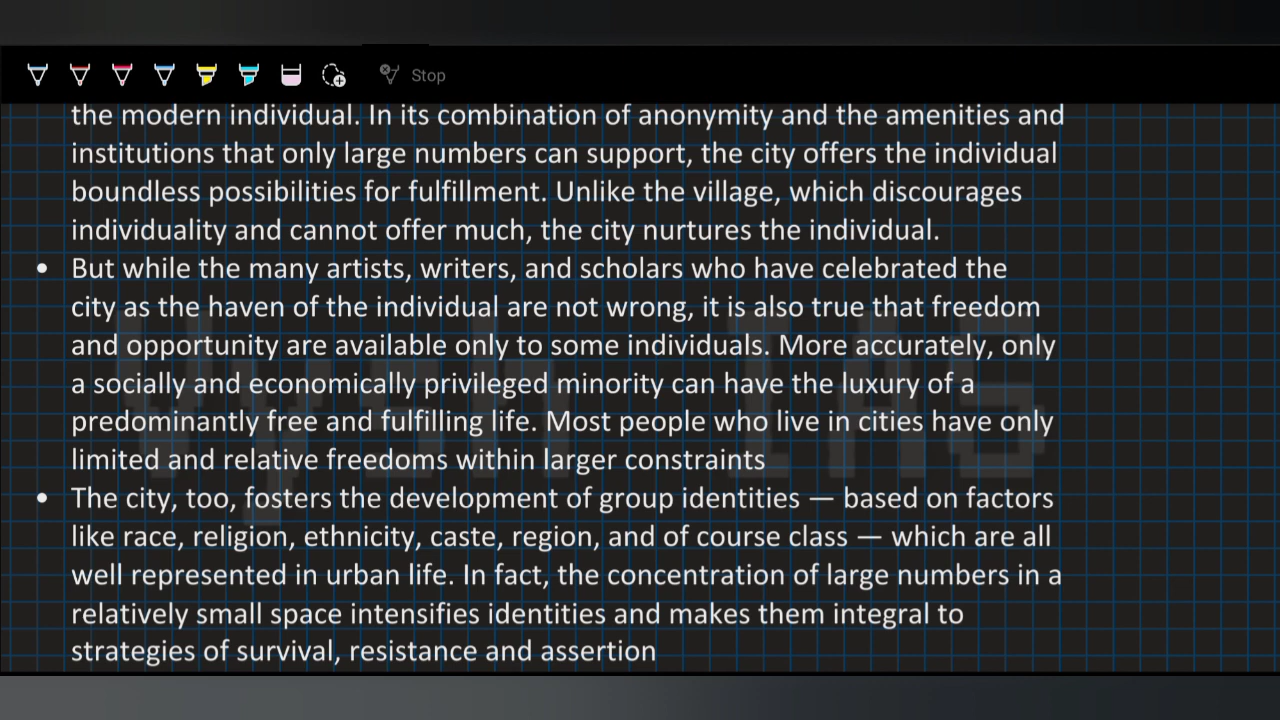 Stop
the modern individual. In its combination of anonymity and the amenities and
institutions that only large numbers can support, the city offers the individual
boundless possibilities for fulfillment. Unlike the village, which discourages
individuality and cannot offer much, the city nurtures the individual.
• But while the many artists, writers, and scholars who have celebrated the
city as the haven of the individual are not wrong, it is also true that freedom
and opportunity are available only to some individuals. More accurately, only
a socially and economically privileged minority can have the luxury of a
predominantly free and fulfilling life. Most people who live in cities have only
limited and relative freedoms within larger constraints
• The city, too, fosters the development of group identities — based on factors
like race, religion, ethnicity, caste, region, and of course class — which are all
well represented in urban life. In fact, the concentration of large numbers in a
relatively small space intensifies identities and makes them integral to
strategies of survival, resistance and assertion